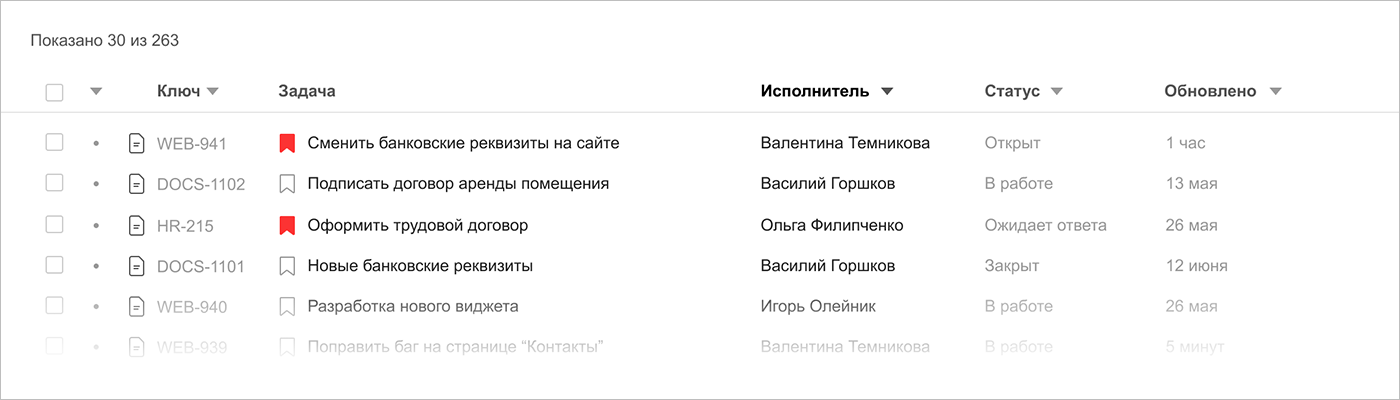 Показано 30 из 263
Ключ Задача Исполнитель Статус Обновлено
WEB-941 Сменить банковские реквизиты на сайте Валентина Темникова Открыт 1 час
DOCS-1102 Подписать договор аренды помещения Василий Горшков В работе 13 мая
HR-215 Оформить трудовой договор Ольга Филипченко Ожидает ответа 26 мая
DOCS-1101 Новые банковские реквизиты Василий Горшков Закрыт 12 июня
WEB-940 Разработка нового виджета Игорь Олейник В работе 26 мая
WEB-939 Поправить баг на странице “Контакты” Валентина Темникова В работе 5 минут